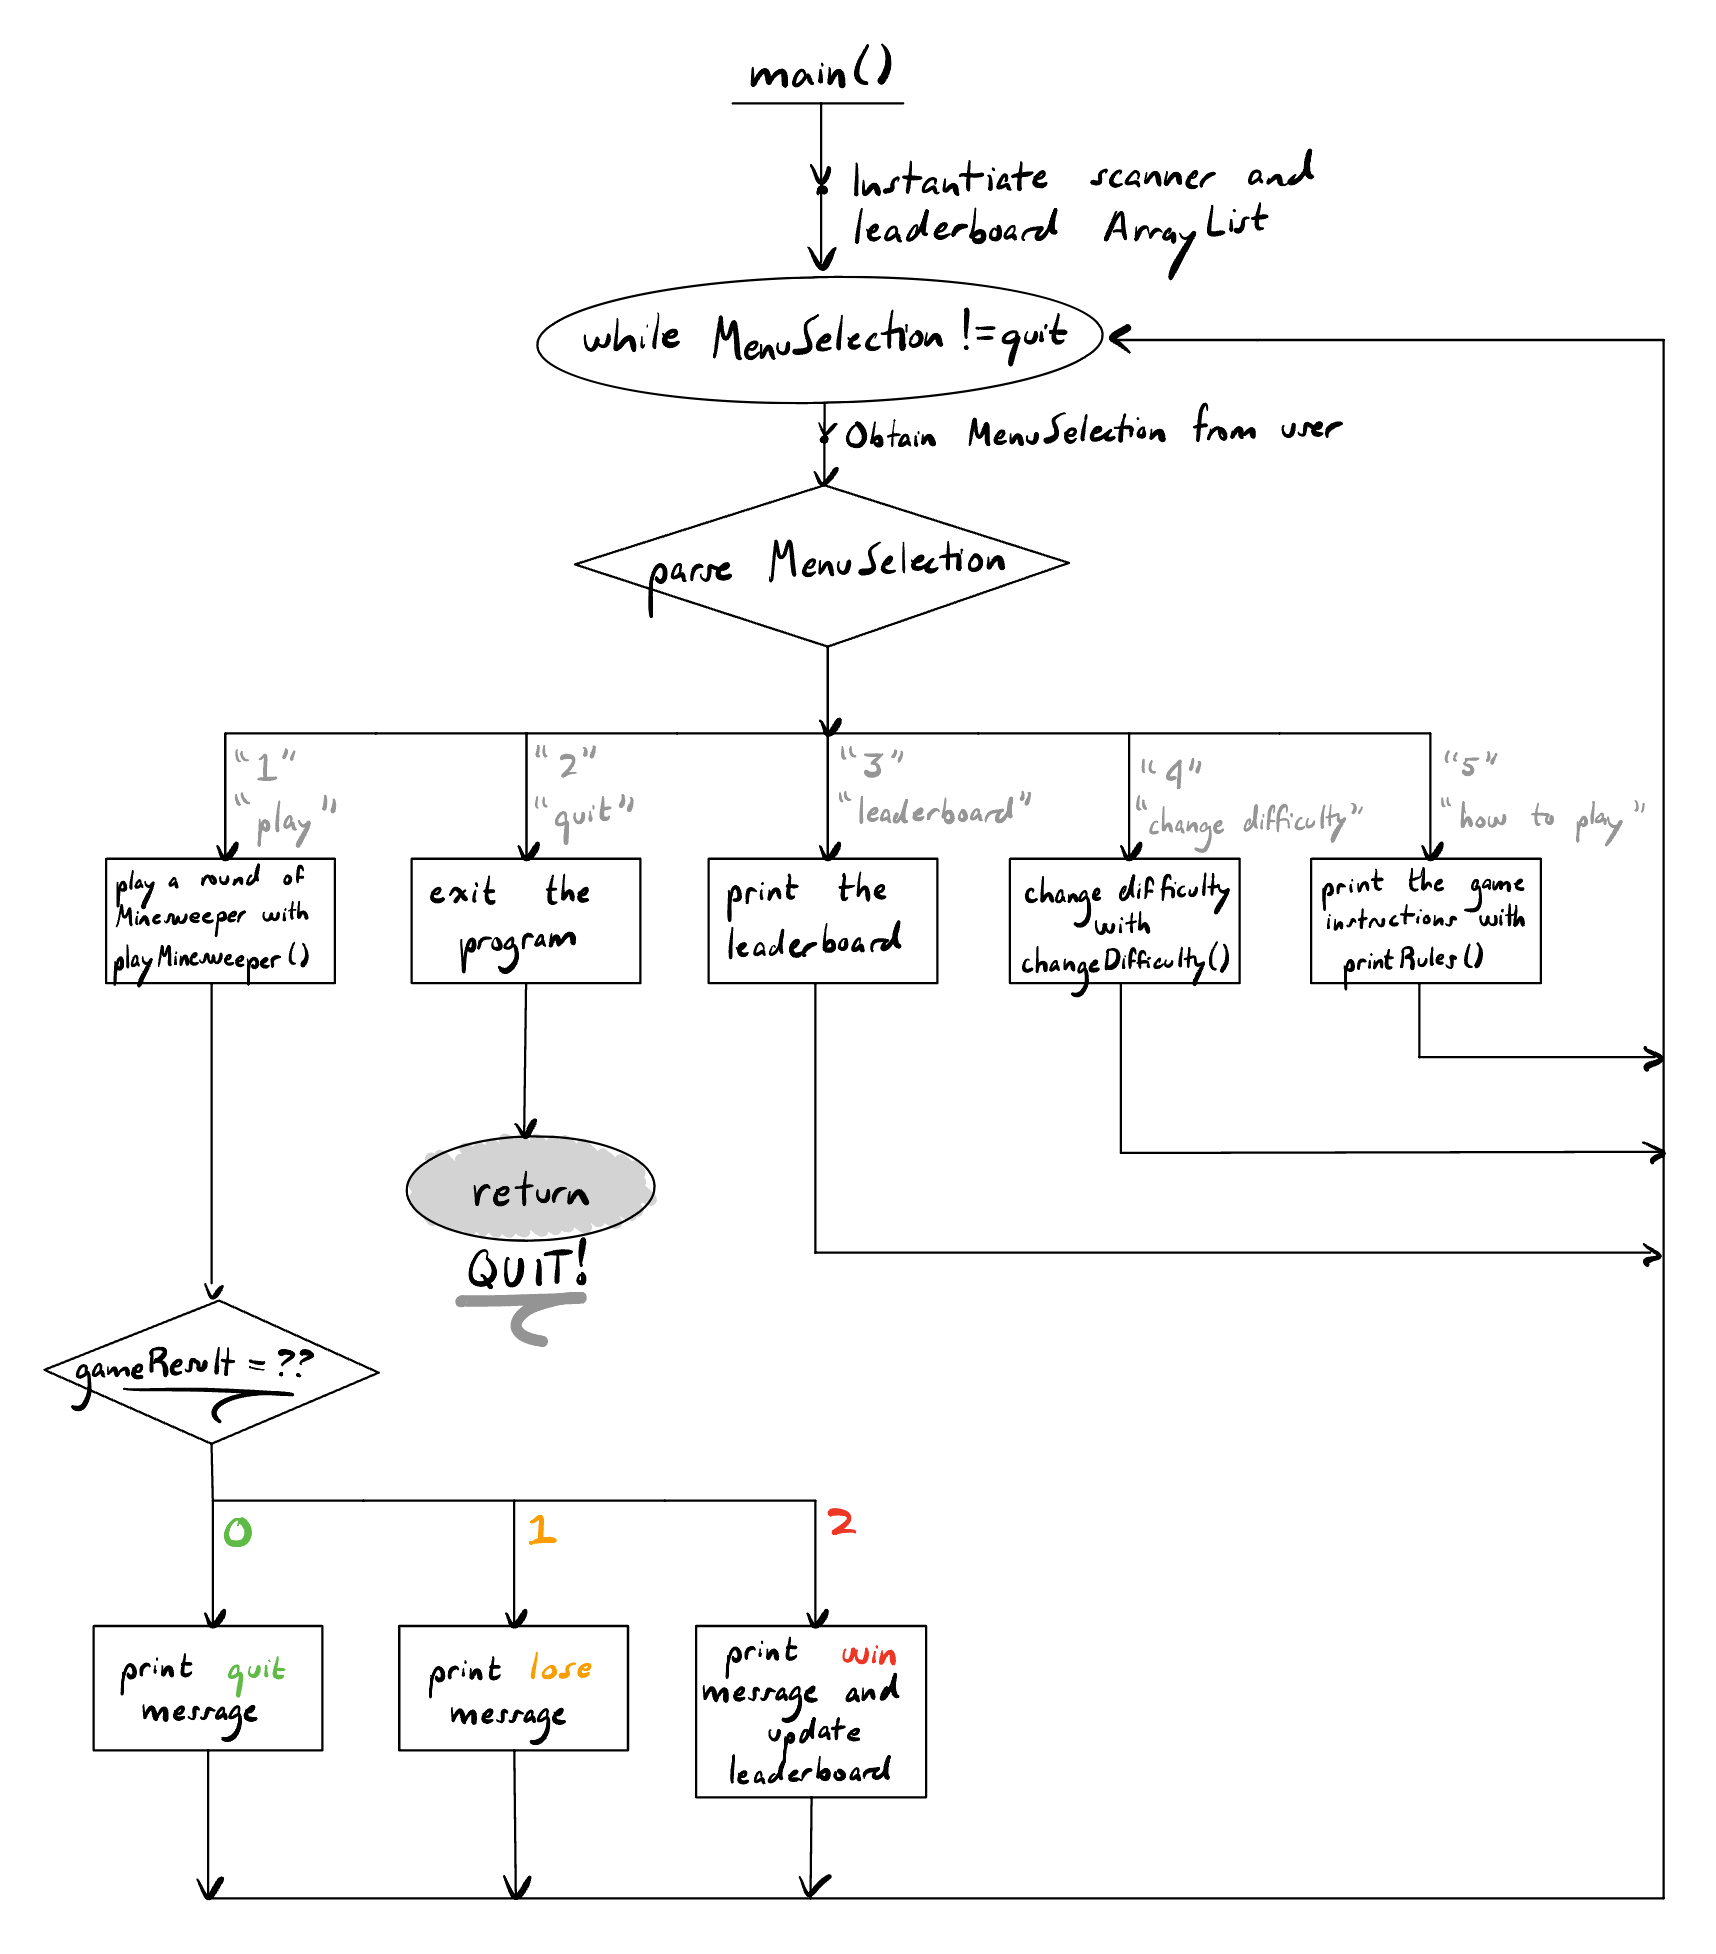 main()
Instantiate scanner and
leaderboard ArrayList
while MenuSelection != quit
Obtain MenuSelection from user
parse MenuSelection
"1"
"play"
"2"
"quit"
"3"
"leaderboard"
"4"
"change difficulty"
"5"
"how to play"
play a round of
Minesweeper with
playMinesweeper()
exit the
program
print the
leaderboard
change difficulty
with
changeDifficulty()
print the game
instructions with
printRules()
return
QUIT!
gameResult = ??
0
1
2
print quit
message
print lose
message
print win
message and
update
leaderboard